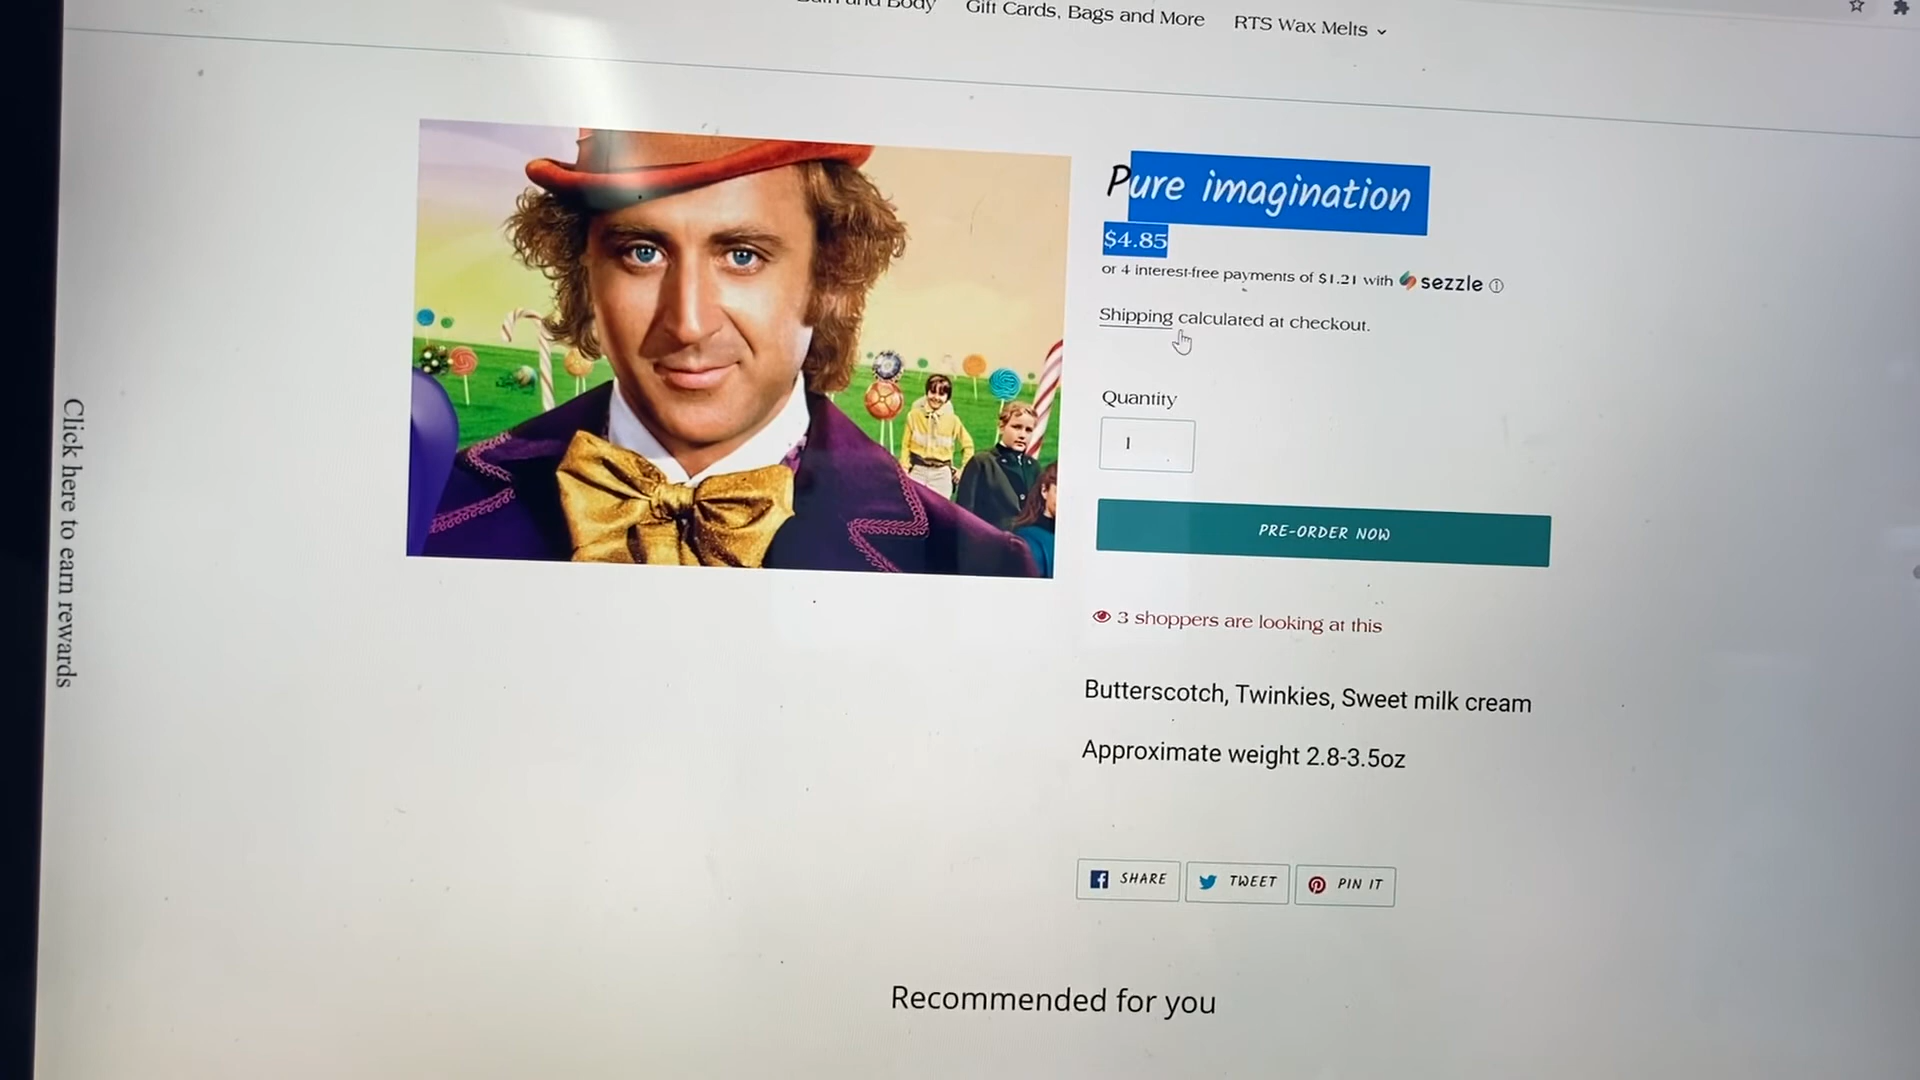 and Body
Gift Cards, Bags and More
RTS Wax Melts
Pure imagination
$4.85
or 4 interest-free payments of $1.21 with sezzle
Shipping calculated at checkout.
Quantity
1
PRE-ORDER NOW
3 shoppers are looking at this
Butterscotch, Twinkies, Sweet milk cream
Approximate weight 2.8-3.5oz
SHARE
TWEET
PIN IT
Click here to earn rewards
Recommended for you